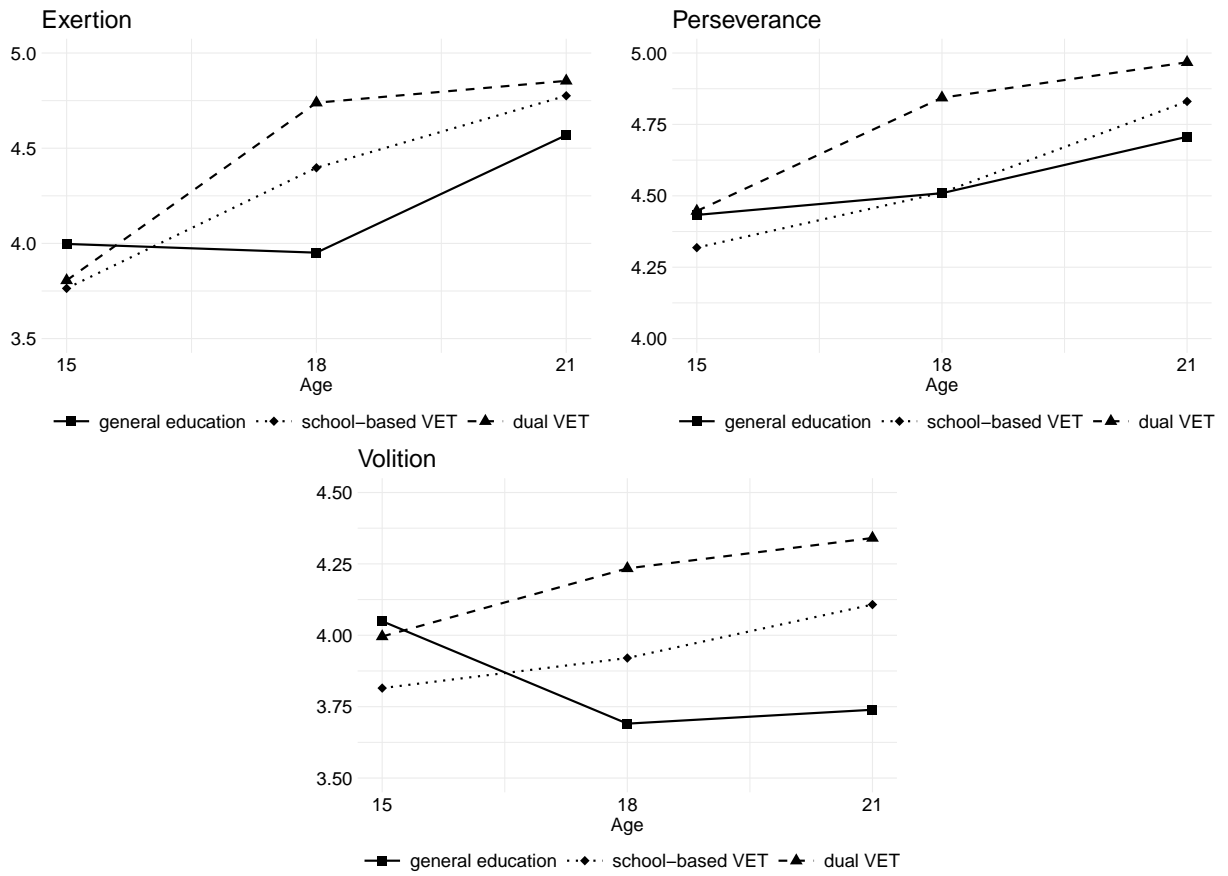 Exertion
5.0
4.5
4.0
3.5
15 18 21
Age
general education school−based VET dual VET
Perseverance
5.00
4.75
4.50
4.25
4.00
15 18 21
Age
general education school−based VET dual VET
Volition
4.50
4.25
4.00
3.75
3.50
15 18 21
Age
general education school−based VET dual VET